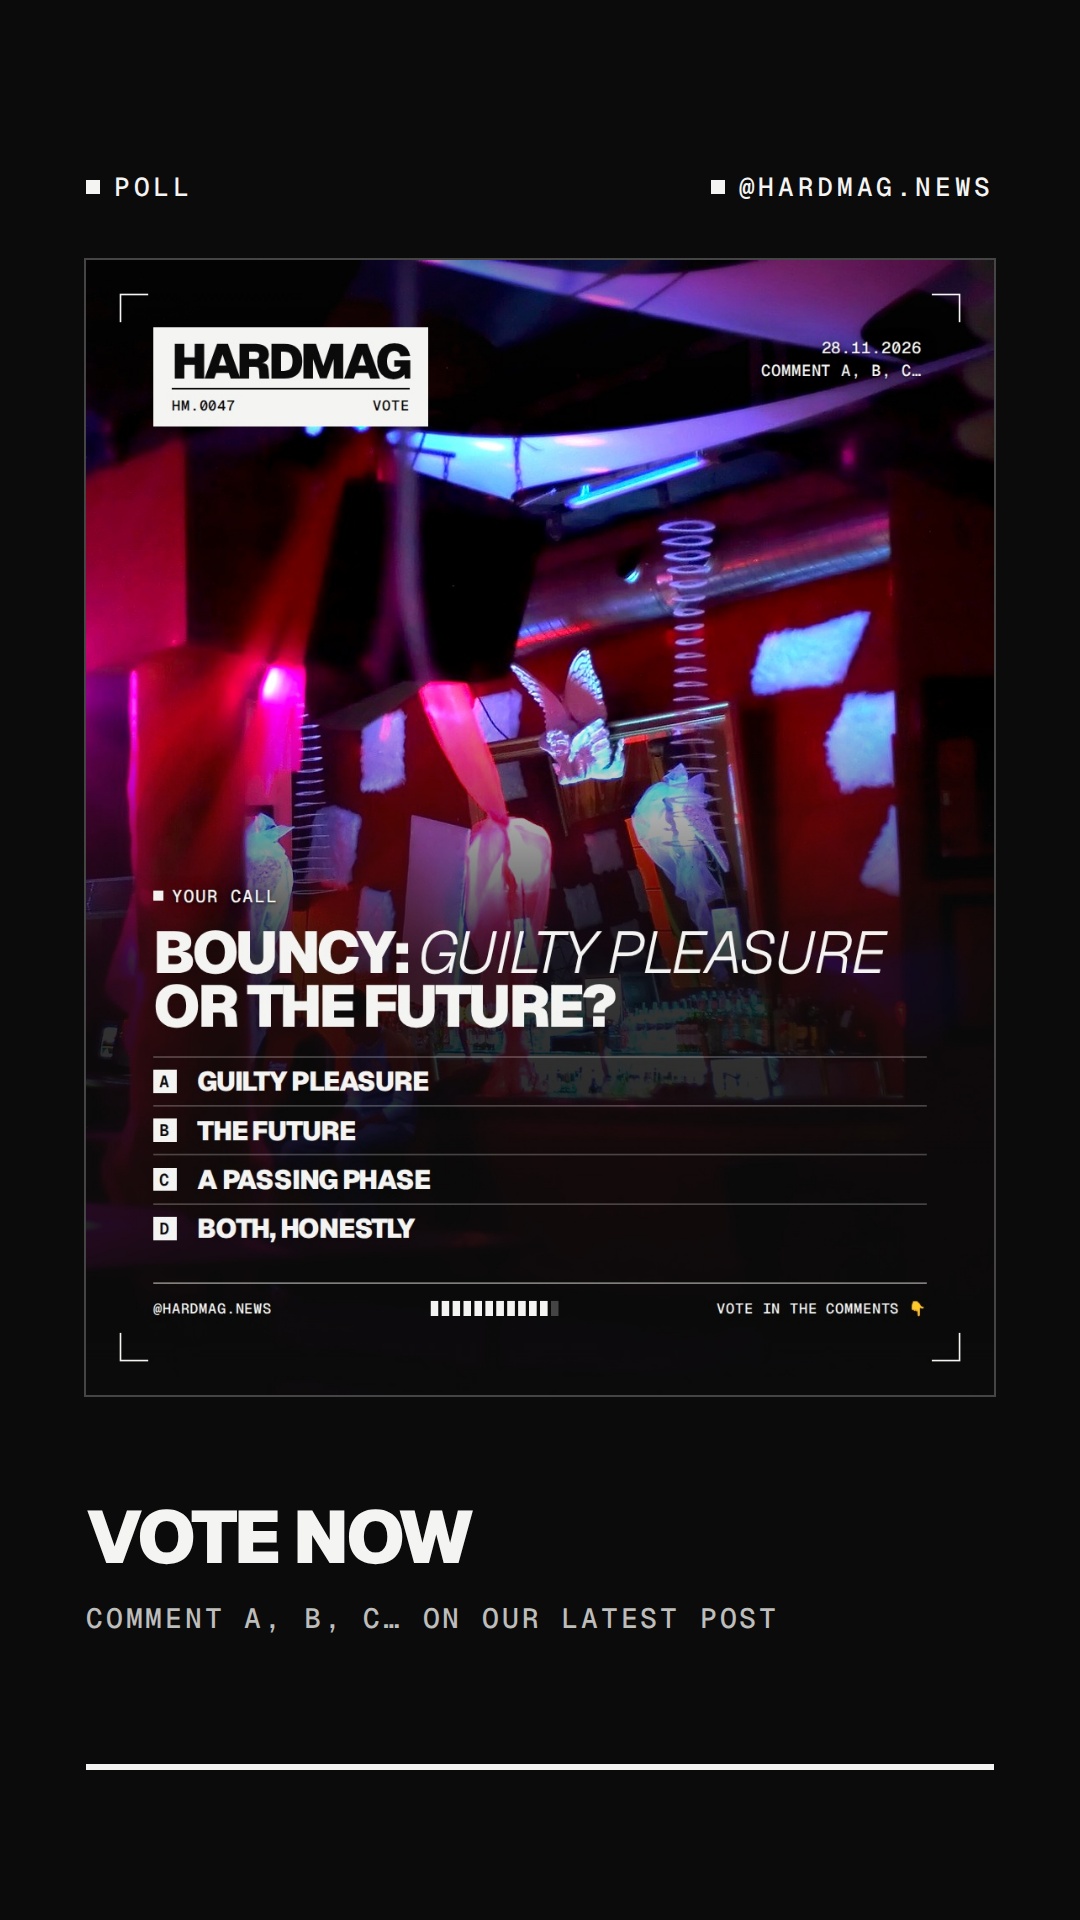 POLL
@HARDMAG.NEWS
HARDMAG
HM.0047 VOTE
28.11.2026
COMMENT A, B, C…
YOUR CALL
BOUNCY: GUILTY PLEASURE
OR THE FUTURE?
A GUILTY PLEASURE
B THE FUTURE
C A PASSING PHASE
D BOTH, HONESTLY
@HARDMAG.NEWS
VOTE IN THE COMMENTS 👇
VOTE NOW
COMMENT A, B, C… ON OUR LATEST POST